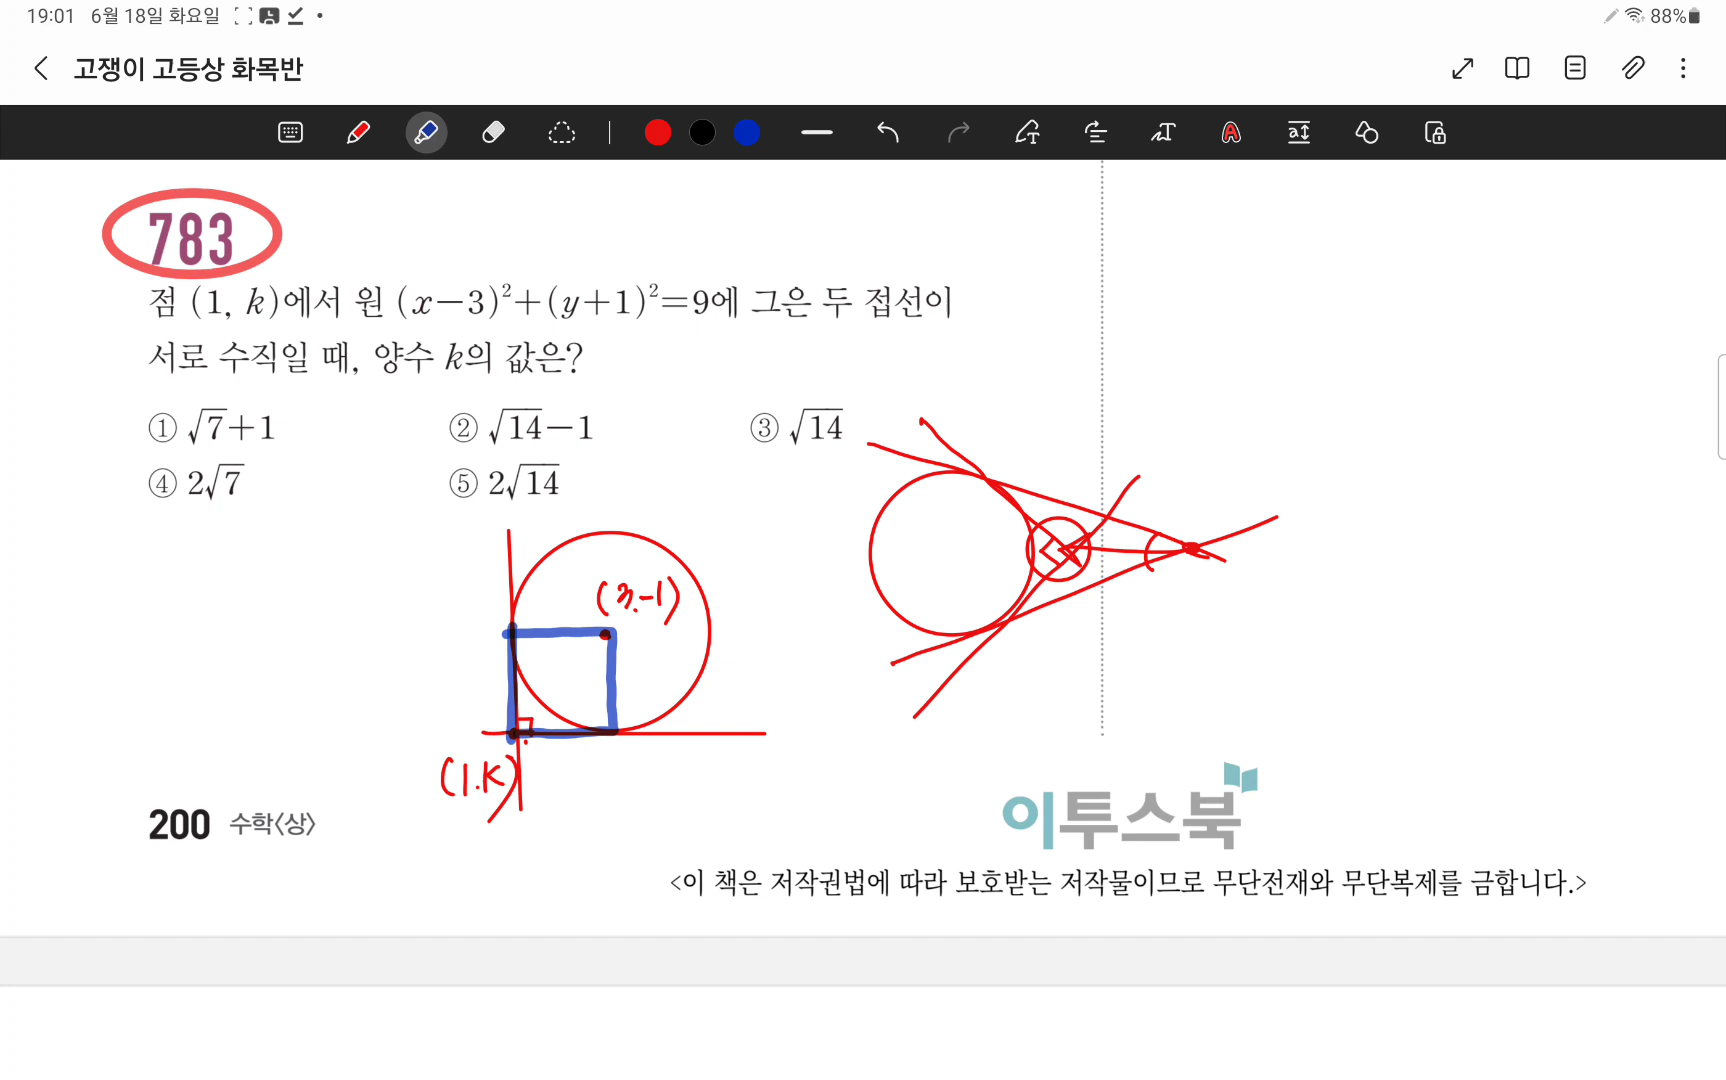 19:01 6월 18일 화요일
88%
고쟁이 고등상 화목반
783
점 (1, k)에서 원 (x−3)²+(y+1)²=9에 그은 두 접선이
서로 수직일 때, 양수 k의 값은?
① √7+1 ② √14−1 ③ √14
④ 2√7 ⑤ 2√14
(3.-1)
(1.K)
200 수학〈상〉
이투스북
<이 책은 저작권법에 따라 보호받는 저작물이므로 무단전재와 무단복제를 금합니다.>